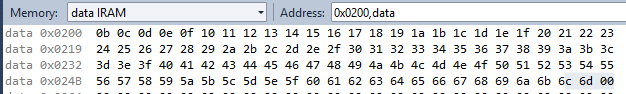 Memory: data IRAM Address: 0x0200,data
data 0x0200 0b 0c 0d 0e 0f 10 11 12 13 14 15 16 17 18 19 1a 1b 1c 1d 1e 1f 20 21 22 23
data 0x0219 24 25 26 27 28 29 2a 2b 2c 2d 2e 2f 30 31 32 33 34 35 36 37 38 39 3a 3b 3c
data 0x0232 3d 3e 3f 40 41 42 43 44 45 46 47 48 49 4a 4b 4c 4d 4e 4f 50 51 52 53 54 55
data 0x024B 56 57 58 59 5a 5b 5c 5d 5e 5f 60 61 62 63 64 65 66 67 68 69 6a 6b 6c 6d 00